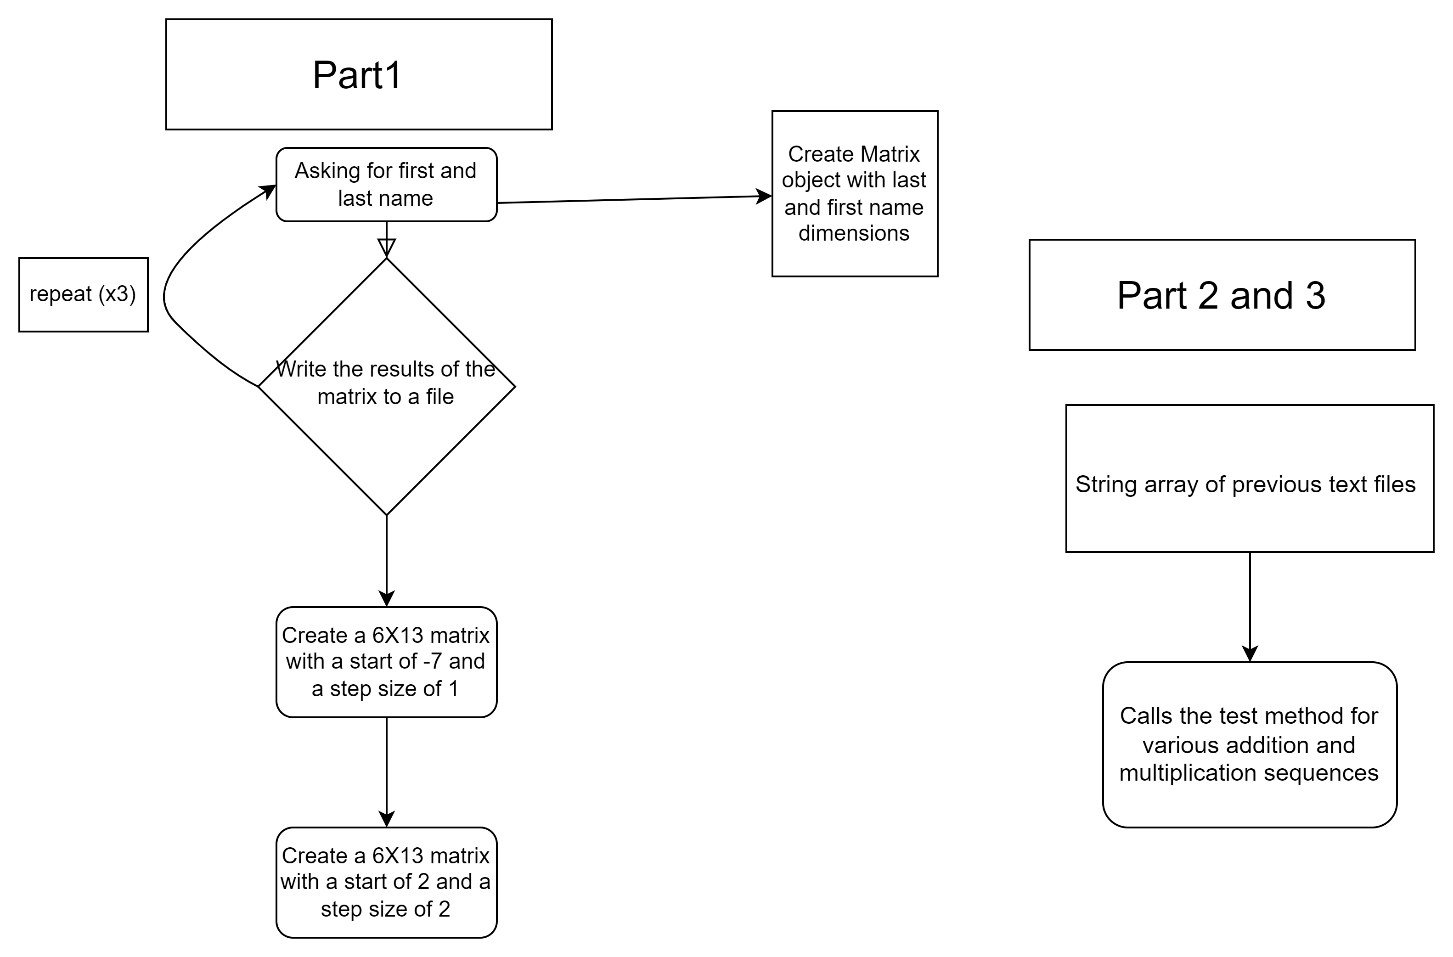 Part1
Asking for first and
last name
Create Matrix
object with last
and first name
dimensions
repeat (x3)
Write the results of the
matrix to a file
Create a 6X13 matrix
with a start of -7 and
a step size of 1
Create a 6X13 matrix
with a start of 2 and a
step size of 2
Part 2 and 3
String array of previous text files
Calls the test method for
various addition and
multiplication sequences